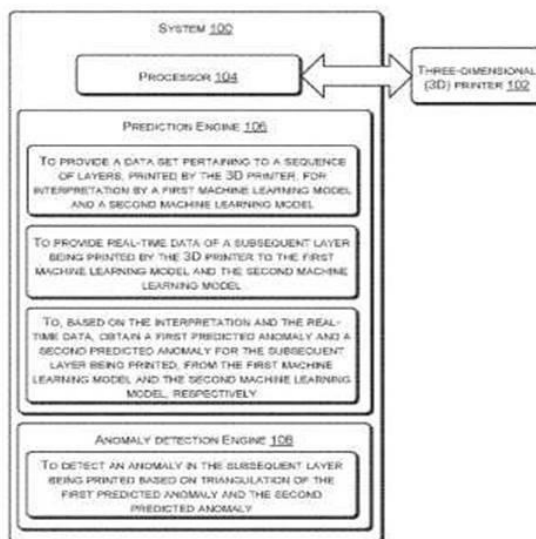 SYSTEM 100
PROCESSOR 104
THREE-DIMENSIONAL
(3D) PRINTER 102
PREDICTION ENGINE 106
TO PROVIDE A DATA SET PERTAINING TO A SEQUENCE
OF LAYERS, PRINTED BY THE 3D PRINTER, FOR
INTERPRETATION BY A FIRST MACHINE LEARNING MODEL
AND A SECOND MACHINE LEARNING MODEL
TO PROVIDE REAL-TIME DATA OF A SUBSEQUENT LAYER
BEING PRINTED BY THE 3D PRINTER TO THE FIRST
MACHINE LEARNING MODEL AND THE SECOND MACHINE
LEARNING MODEL
TO, BASED ON THE INTERPRETATION AND THE REAL-
TIME DATA, OBTAIN A FIRST PREDICTED ANOMALY AND A
SECOND PREDICTED ANOMALY FOR THE SUBSEQUENT
LAYER BEING PRINTED, FROM THE FIRST MACHINE
LEARNING MODEL AND THE SECOND MACHINE LEARNING
MODEL, RESPECTIVELY
ANOMALY DETECTION ENGINE 108
TO DETECT AN ANOMALY IN THE SUBSEQUENT LAYER
BEING PRINTED BASED ON TRIANGULATION OF THE
FIRST PREDICTED ANOMALY AND THE SECOND
PREDICTED ANOMALY